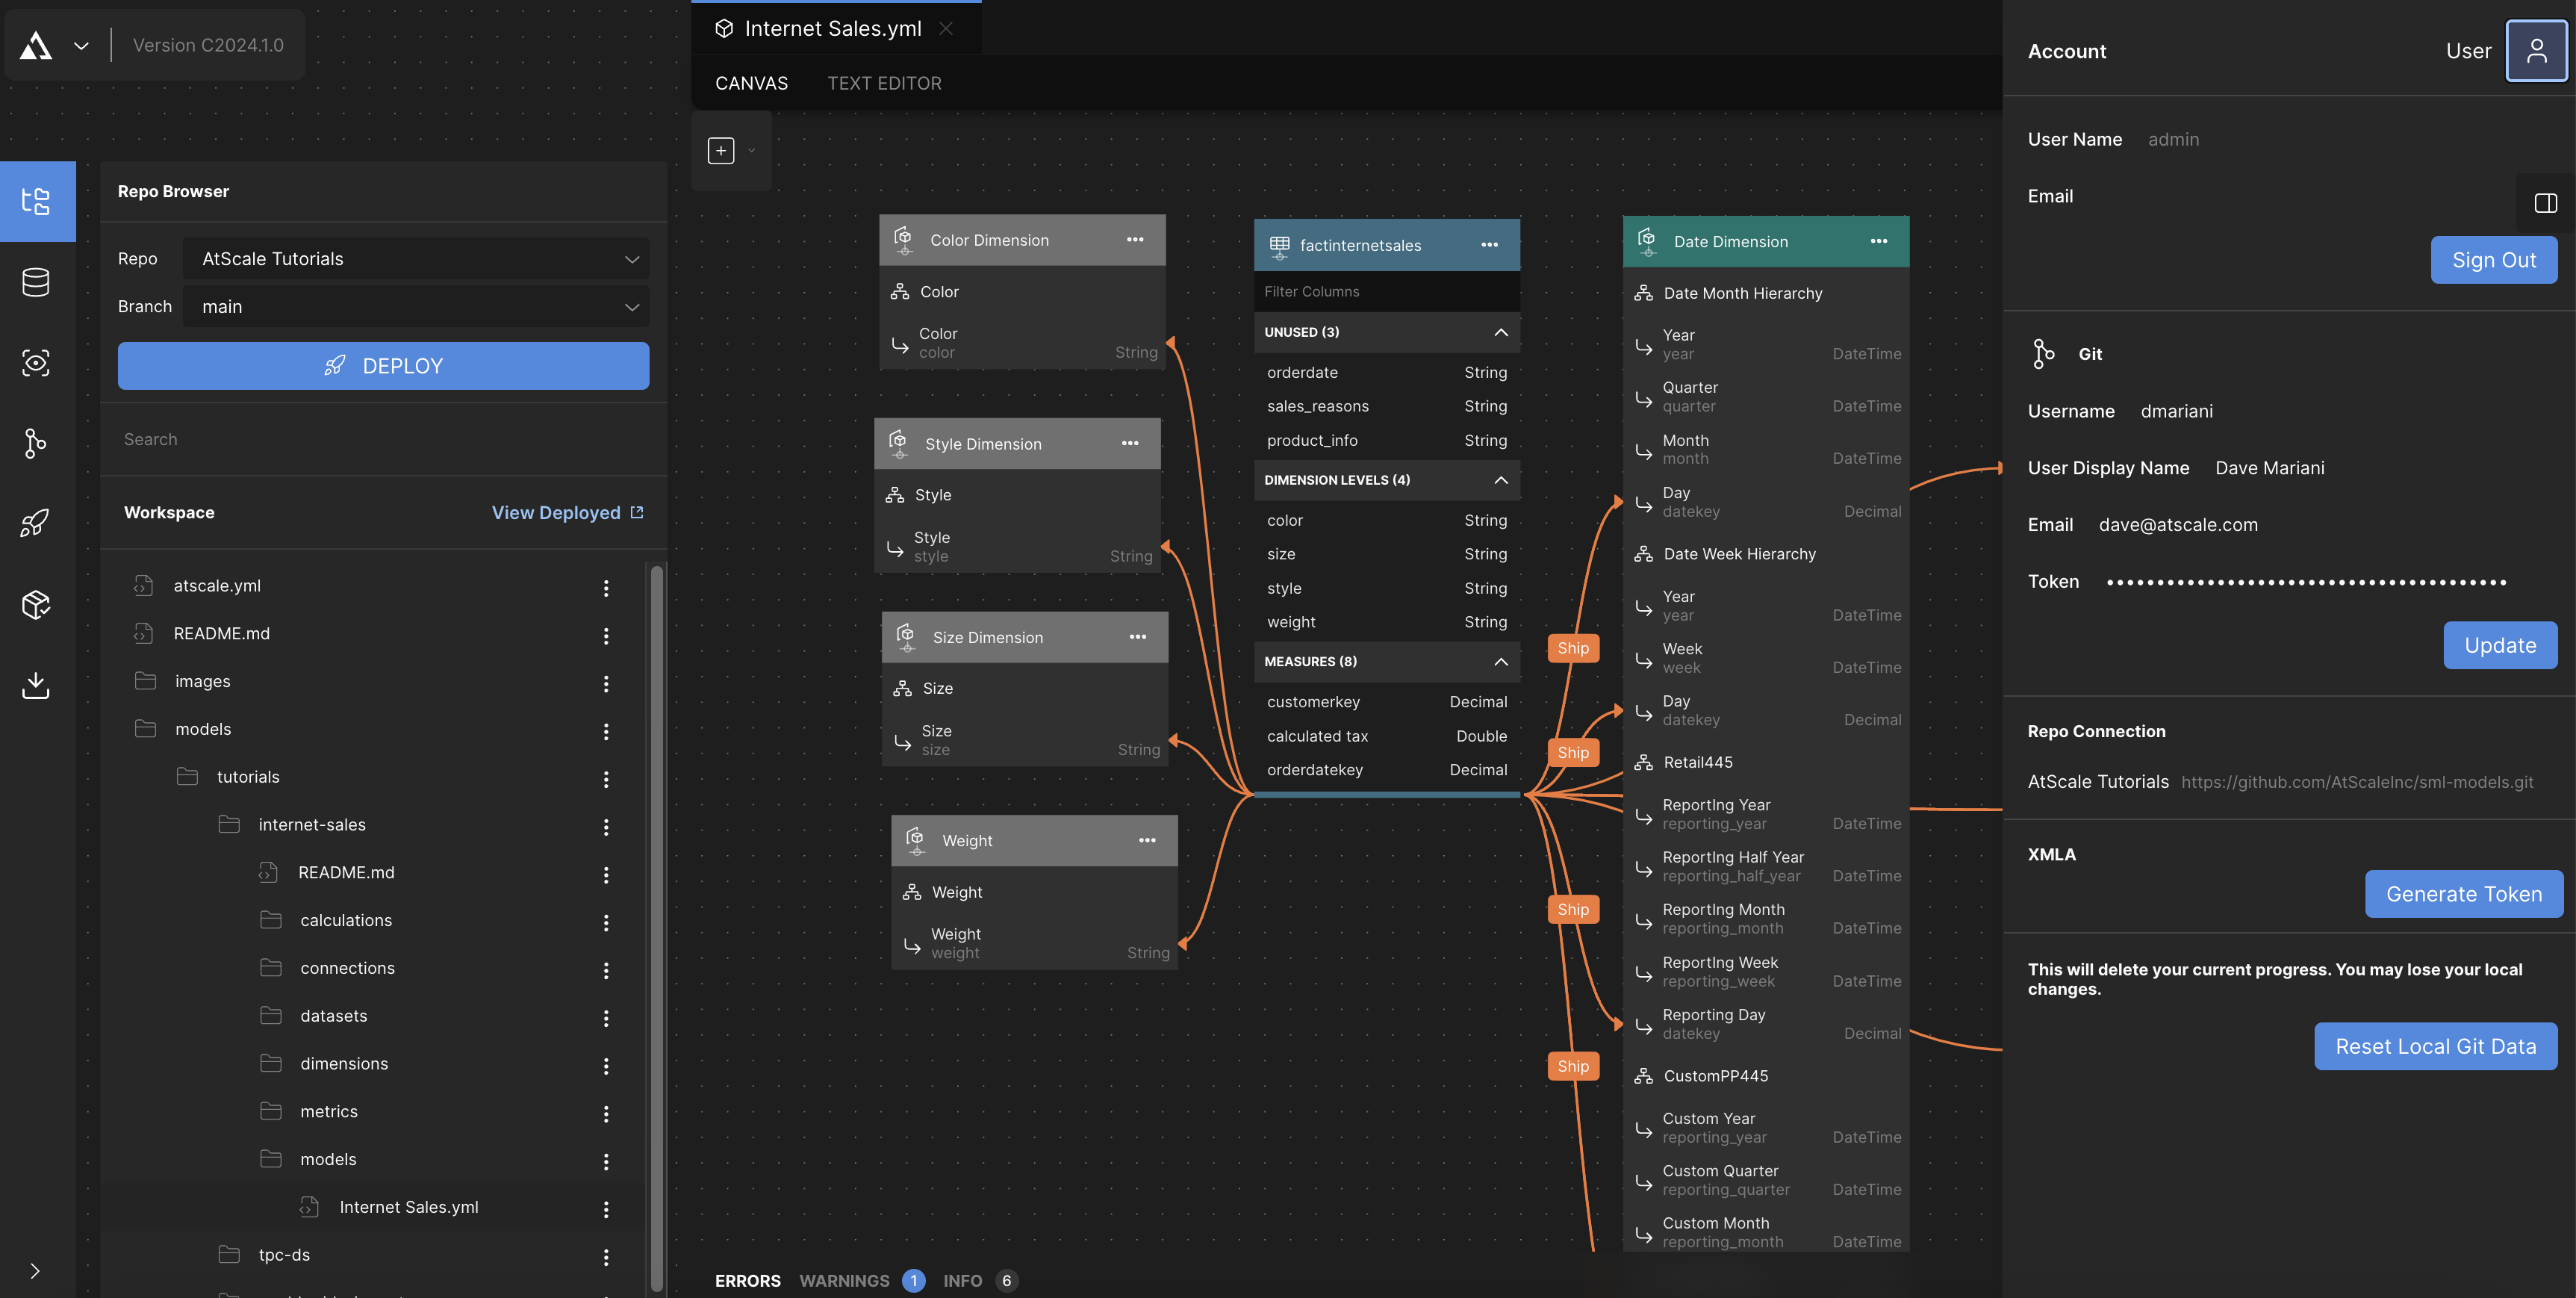 Version C2024.1.0
Repo Browser
Repo AtScale Tutorials
Branch main
DEPLOY
Search
Workspace View Deployed
atscale.yml
README.md
images
models
tutorials
internet-sales
README.md
calculations
connections
datasets
dimensions
metrics
models
Internet Sales.yml
tpc-ds
Internet Sales.yml
CANVAS TEXT EDITOR
Color Dimension
Color
Color
color String
Style Dimension
Style
Style
style String
Size Dimension
Size
Size
size String
Weight
Weight
Weight
weight String
factinternetsales
Filter Columns
UNUSED (3)
orderdate String
sales_reasons String
product_info String
DIMENSION LEVELS (4)
color String
size String
style String
weight String
MEASURES (8)
customerkey Decimal
calculated tax Double
orderdatekey Decimal
Ship
Ship
Ship
Ship
Date Dimension
Date Month Hierarchy
Year
year DateTime
Quarter
quarter DateTime
Month
month DateTime
Day
datekey Decimal
Date Week Hierarchy
Year
year DateTime
Week
week DateTime
Day
datekey Decimal
Retail445
ReportIng Year
reporting_year DateTime
ReportIng Half Year
reporting_half_year DateTime
ReportIng Month
reporting_month DateTime
ReportIng Week
reporting_week DateTime
Reporting Day
datekey Decimal
CustomPP445
Custom Year
reporting_year DateTime
Custom Quarter
reporting_quarter DateTime
Custom Month
reporting_month DateTime
ERRORS WARNINGS 1 INFO 6
Account User
User Name admin
Email
Sign Out
Git
Username dmariani
User Display Name Dave Mariani
Email dave@atscale.com
Token
Update
Repo Connection
AtScale Tutorials https://github.com/AtScaleInc/sml-models.git
XMLA
Generate Token
This will delete your current progress. You may lose your local
changes.
Reset Local Git Data